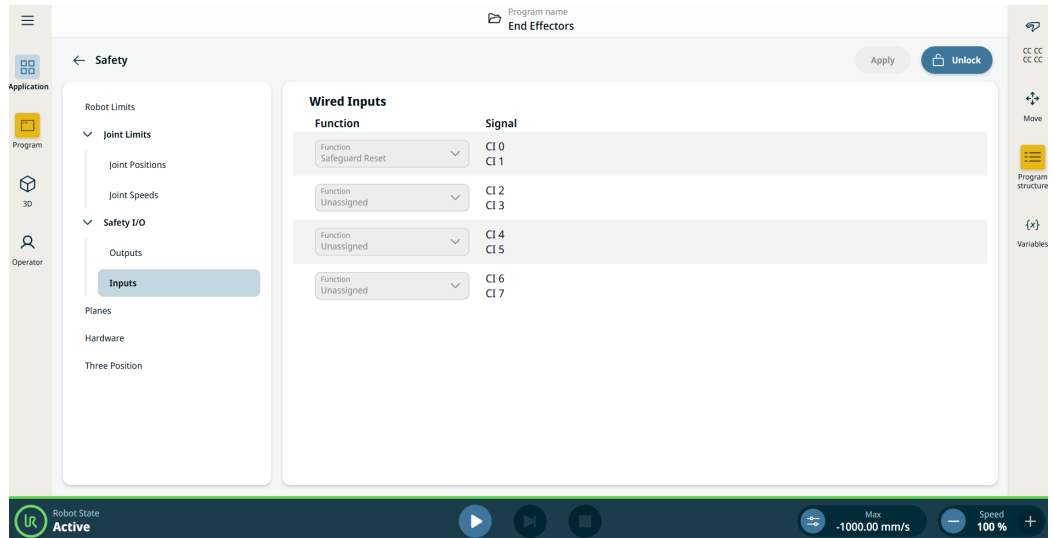 Program name
End Effectors
Safety
Apply
Unlock
Application
Program
3D
Operator
Robot Limits
Joint Limits
Joint Positions
Joint Speeds
Safety I/O
Outputs
Inputs
Planes
Hardware
Three Position
Wired Inputs
Function Signal
Function
Safeguard Reset
CI 0
CI 1
Function
Unassigned
CI 2
CI 3
Function
Unassigned
CI 4
CI 5
Function
Unassigned
CI 6
CI 7
CC CC
CC CC
Move
Program
structure
{x}
Variables
UR
Robot State
Active
Max
-1000.00 mm/s
Speed
100 %